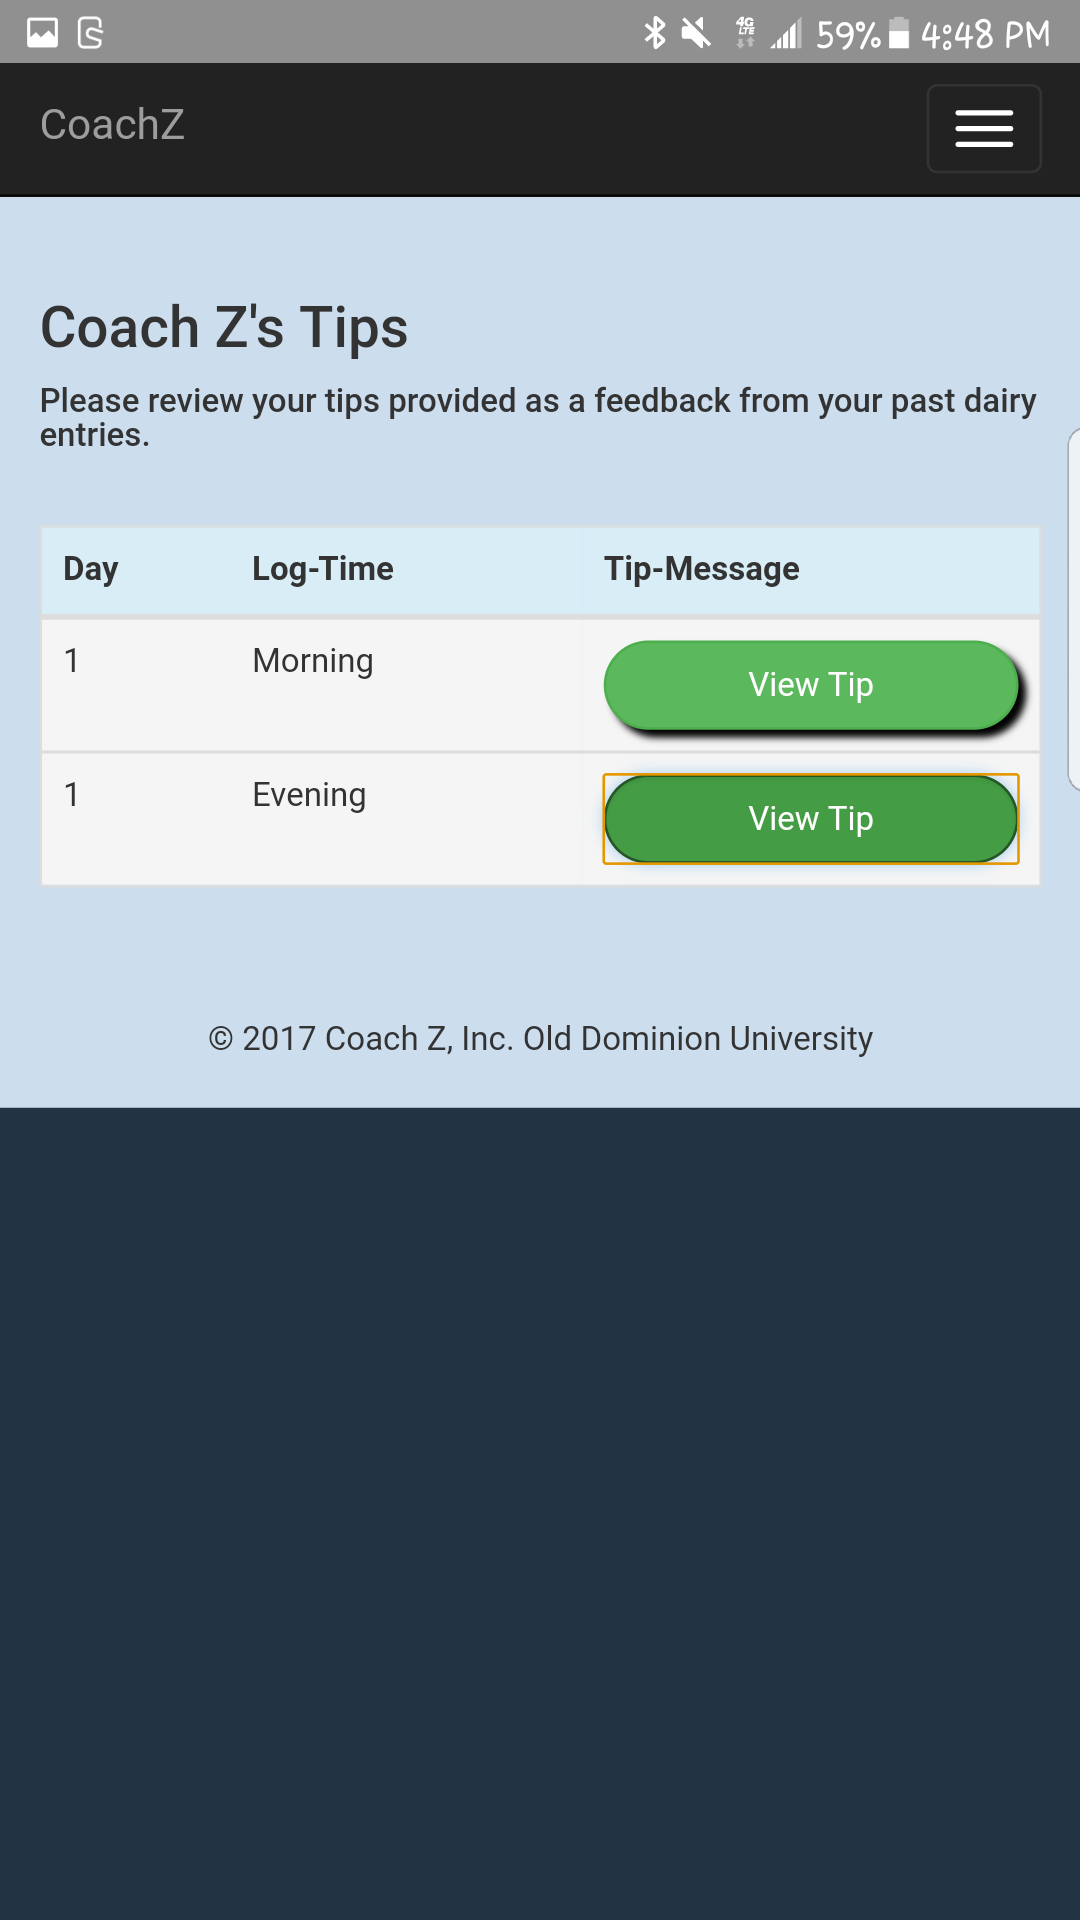 4G LTE 59% 4:48 PM
CoachZ
Coach Z's Tips
Please review your tips provided as a feedback from your past dairy
entries.
Day Log-Time Tip-Message
1 Morning View Tip
1 Evening View Tip
© 2017 Coach Z, Inc. Old Dominion University